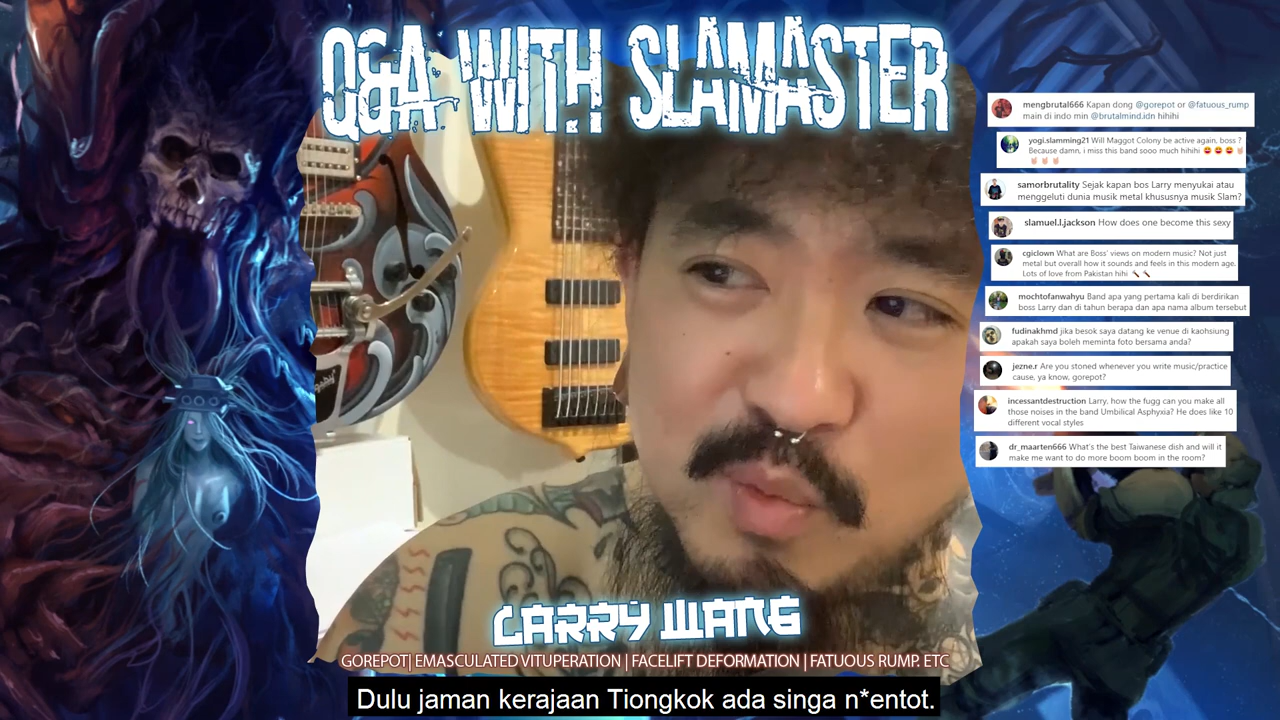 Q&A WITH SLAMASTER
mengbrutal666 Kapan dong @gorepot or @fatuous_rump
main di indo min @brutalmind.idn hihihi
yogi.slamming21 Will Maggot Colony be active again, boss ?
Because damn, i miss this band sooo much hihihi 😍 😍 😍 🤘🏻
🤘🏻 🤘🏻 🤘🏻
samorbrutality Sejak kapan bos Larry menyukai atau
menggeluti dunia musik metal khususnya musik Slam?
slamuel.l.jackson How does one become this sexy
cgiclown What are Boss' views on modern music? Not just
metal but overall how it sounds and feels in this modern age.
Lots of love from Pakistan hihi
mochtofanwahyu Band apa yang pertama kali di berdirikan
boss Larry dan di tahun berapa dan apa nama album tersebut
fudinakhmd jika besok saya datang ke venue di kaohsiung
apakah saya boleh meminta foto bersama anda?
jezne.r Are you stoned whenever you write music/practice
cause, ya know, gorepot?
incessantdestruction Larry, how the fugg can you make all
those noises in the band Umbilical Asphyxia? He does like 10
different vocal styles
dr_maarten666 What's the best Taiwanese dish and will it
make me want to do more boom boom in the room?
LARRY WANG
GOREPOT| EMASCULATED VITUPERATION | FACELIFT DEFORMATION | FATUOUS RUMP. ETC
Dulu jaman kerajaan Tiongkok ada singa n*entot.